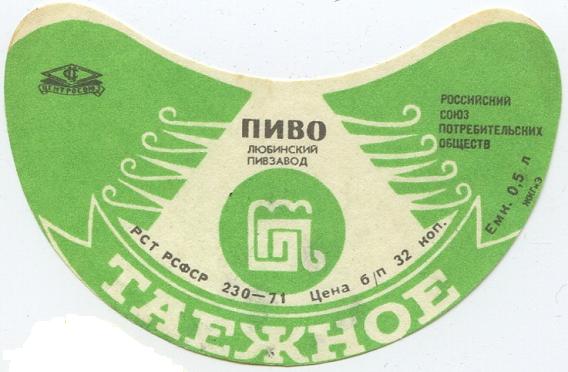 ЦЕНТРОСОЮЗ
РОССИЙСКИЙ
СОЮЗ
ПОТРЕБИТЕЛЬСКИХ
ОБЩЕСТВ
ПИВО
ЛЮБИНСКИЙ
ПИВЗАВОД
Емк. 0,5 л
РСТ РСФСР 230—71 Цена б/п 32 коп.
ТАЕЖНОЕ